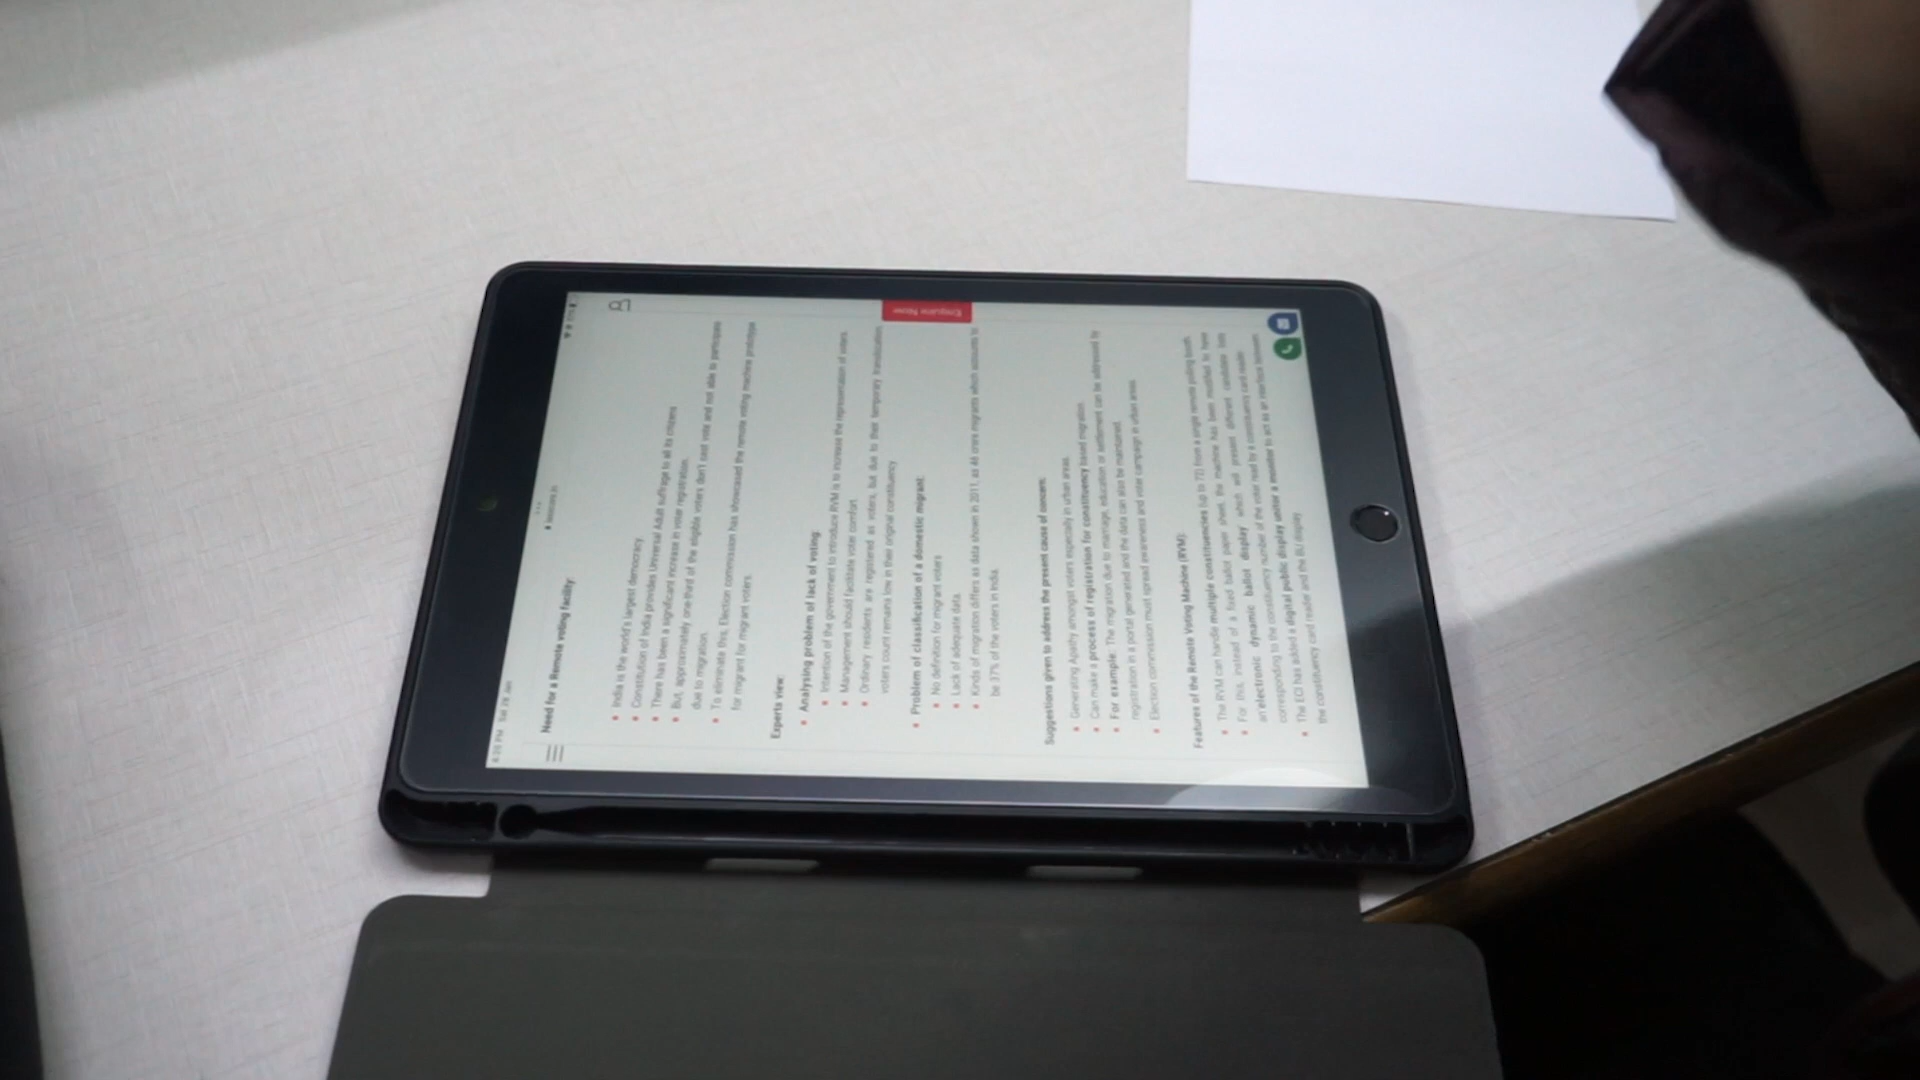 6:35 PM Sat 28 Jan
Need for a Remote voting facility:
India is the world's largest democracy
Constitution of India provides Universal Adult suffrage to all its citizens
There has been a significant increase in voter registration.
But, approximately one-third of the eligible voters don't cast vote and not able to participate
due to migration.
To eliminate this, Election commission has showcased the remote voting machine prototype
for migrant for migrant voters.
Experts view:
Analysing problem of lack of voting:
Intention of the government to introduce RVM is to increase the representation of voters.
Management should facilitate voter comfort.
Ordinary residents are registered as voters, but due to their temporary
voters count remains low in their original constituency
Enquire Now
Problem of classification of a domestic migrant:
No definition for migrant voters
Lack of adequate data.
Kinds of migration differs as data shown in 2011, as 46 crore migrants which accounts to
be 37% of the voters in India.
Suggestions given to address the present cause of concern:
Generating Apathy amongst voters especially in urban areas.
Can make a process of registration for constituency based migration.
For example: The migration due to marriage, education or settlement can be addressed by
registration in a portal generated and the data can also be maintained.
Election commission must spread awareness and voter campaign in urban areas.
Features of the Remote Voting Machine (RVM):
The RVM can handle multiple constituencies (up to 72) from a single remote polling booth
For this, instead of a fixed ballot paper sheet, the machine has been modified to have
an electronic dynamic ballot display which will present different candidate lists
corresponding to the constituency number of the voter read by a constituency card reader.
The ECI has added a digital public display unit/or a monitor to act as an interface between
the constituency card reader and the BU display